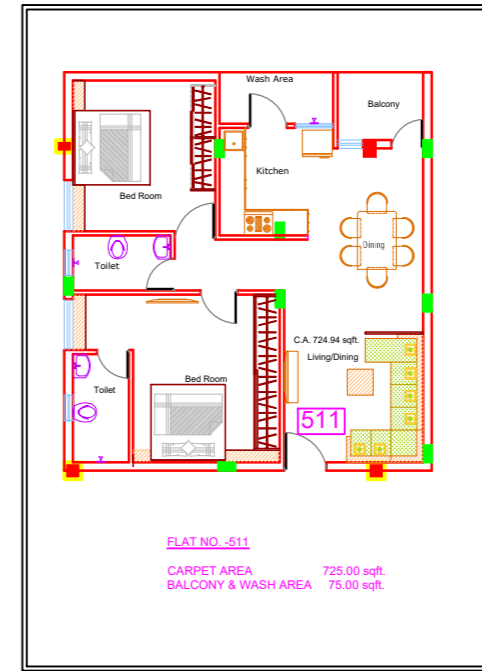 Wash Area
Balcony
Kitchen
Bed Room
Dining
Toilet
C.A. 724.94 sqft.
Living/Dining
Bed Room
Toilet
511
FLAT NO. -511
CARPET AREA 725.00 sqft.
BALCONY & WASH AREA 75.00 sqft.